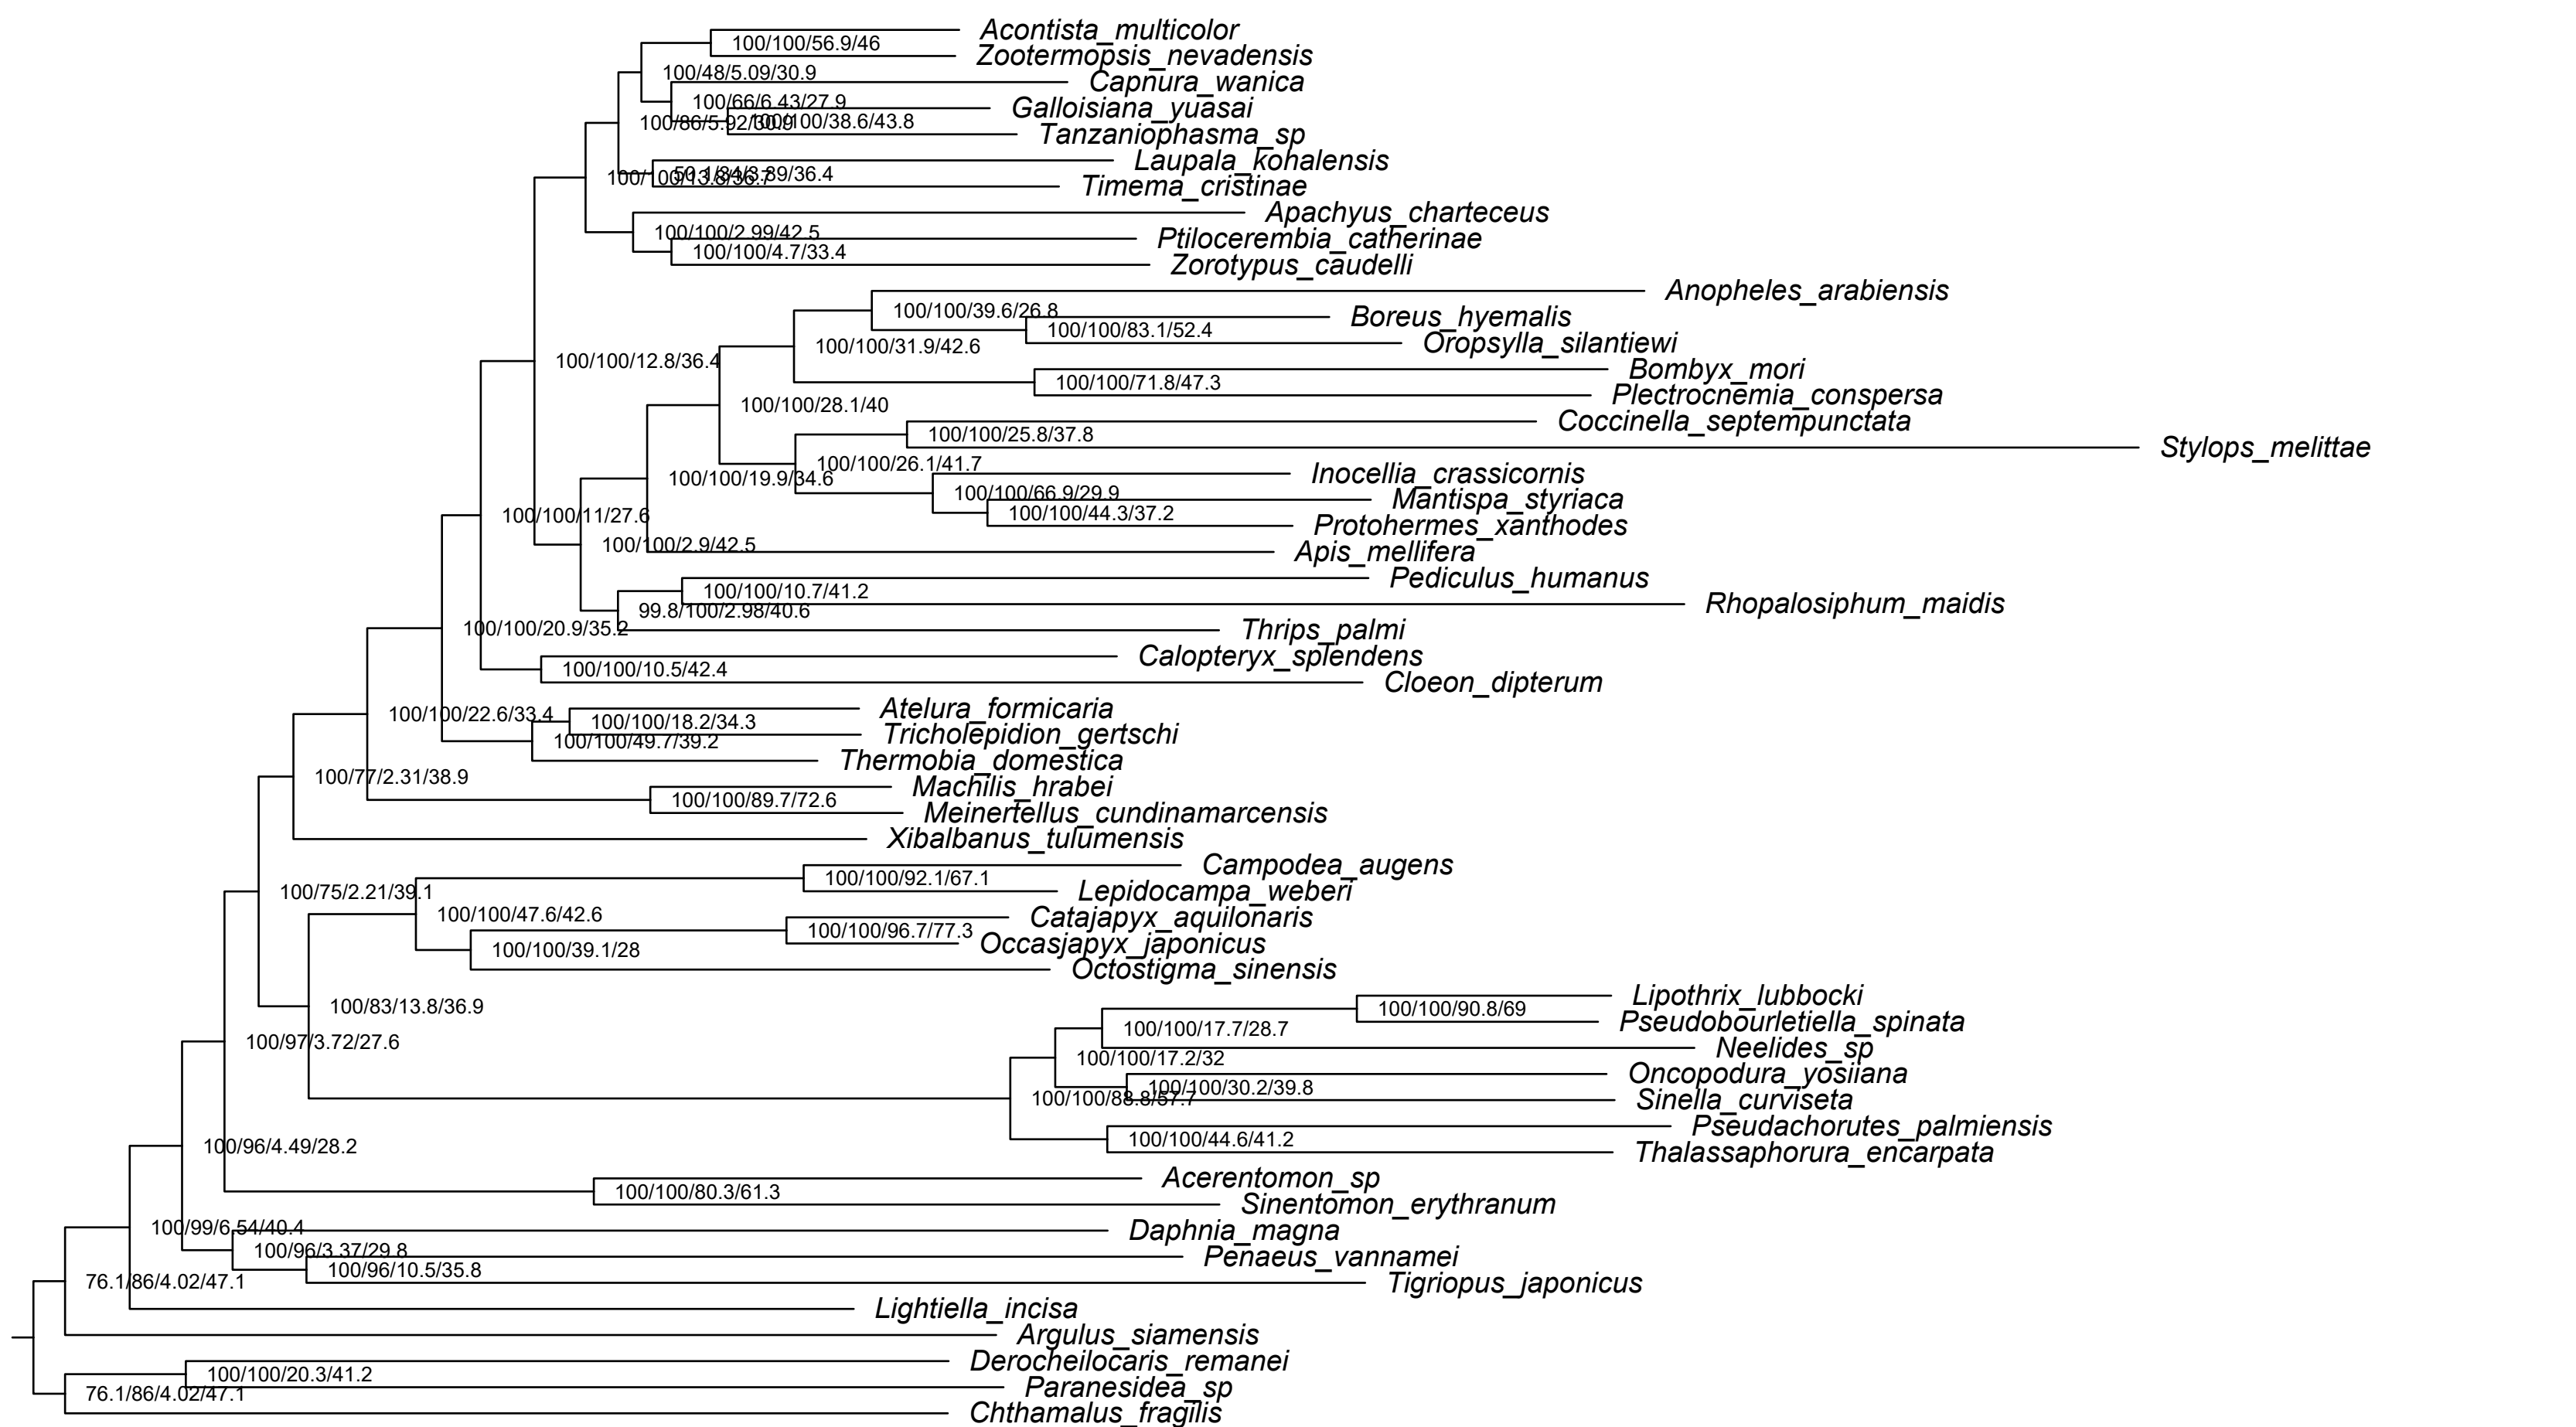 Acontista_multicolor
100/100/56.9/46
Zootermopsis_nevadensis
100/48/5.09/30.9
Capnura_wanica
100/66/6.43/27.9
Galloisiana_yuasai
100/86/5.92/30.9
100/100/38.6/43.8
Tanzaniophasma_sp
Laupala_kohalensis
100/100/13.8/36.7
Timema_cristinae
Apachyus_charteceus
100/100/2.99/42.5
Ptilocerembia_catherinae
100/100/4.7/33.4
Zorotypus_caudelli
Anopheles_arabiensis
100/100/39.6/26.8
Boreus_hyemalis
100/100/83.1/52.4
100/100/31.9/42.6
Oropsylla_silantiewi
100/100/12.8/36.4
Bombyx_mori
100/100/71.8/47.3
Plectrocnemia_conspersa
100/100/28.1/40
Coccinella_septempunctata
100/100/25.8/37.8
Stylops_melittae
100/100/26.1/41.7
Inocellia_crassicornis
100/100/19.9/34.6
100/100/66.9/29.9
Mantispa_styriaca
100/100/44.3/37.2
100/100/11/27.6
Protohermes_xanthodes
100/100/2.9/42.5
Apis_mellifera
Pediculus_humanus
100/100/10.7/41.2
Rhopalosiphum_maidis
99.8/100/2.98/40.6
100/100/20.9/35.2
Thrips_palmi
Calopteryx_splendens
100/100/10.5/42.4
Cloeon_dipterum
Atelura_formicaria
100/100/22.6/33.4
100/100/18.2/34.3
Tricholepidion_gertschi
100/100/49.7/39.2
Thermobia_domestica
100/77/2.31/38.9
Machilis_hrabei
100/100/89.7/72.6
Meinertellus_cundinamarcensis
Xibalbanus_tulumensis
Campodea_augens
100/100/92.1/67.1
100/75/2.21/39.1
Lepidocampa_weberi
100/100/47.6/42.6
Catajapyx_aquilonaris
100/100/96.7/77.3
Occasjapyx_japonicus
100/100/39.1/28
Octostigma_sinensis
Lipothrix_lubbocki
100/83/13.8/36.9
100/100/90.8/69
Pseudobourletiella_spinata
100/100/17.7/28.7
100/97/3.72/27.6
Neelides_sp
100/100/17.2/32
Oncopodura_yosiiana
100/100/30.2/39.8
100/100/88.8/57.7
Sinella_curviseta
Pseudachorutes_palmiensis
100/100/44.6/41.2
100/96/4.49/28.2
Thalassaphorura_encarpata
Acerentomon_sp
100/100/80.3/61.3
Sinentomon_erythranum
100/99/6.54/40.4
Daphnia_magna
100/96/3.37/29.8
Penaeus_vannamei
100/96/10.5/35.8
76.1/86/4.02/47.1
Tigriopus_japonicus
Lightiella_incisa
Argulus_siamensis
Derocheilocaris_remanei
100/100/20.3/41.2
Paranesidea_sp
76.1/86/4.02/47.1
Chthamalus_fragilis